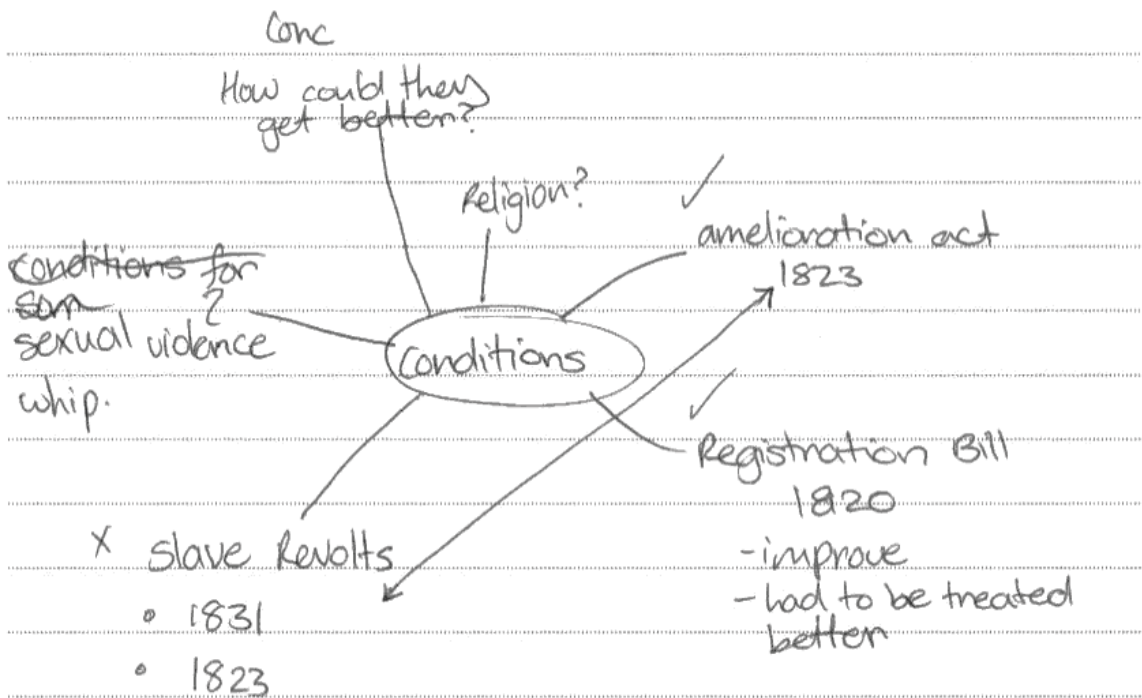 Conc
How could they
get better?
Religion?
✓
amelioration act
1823
~~conditions for~~
~~som~~ ?
sexual violence
whip.
Conditions
✓
Registration Bill
1820
- improve
- had to be treated
better
X Slave Revolts
• 1831
• 1823